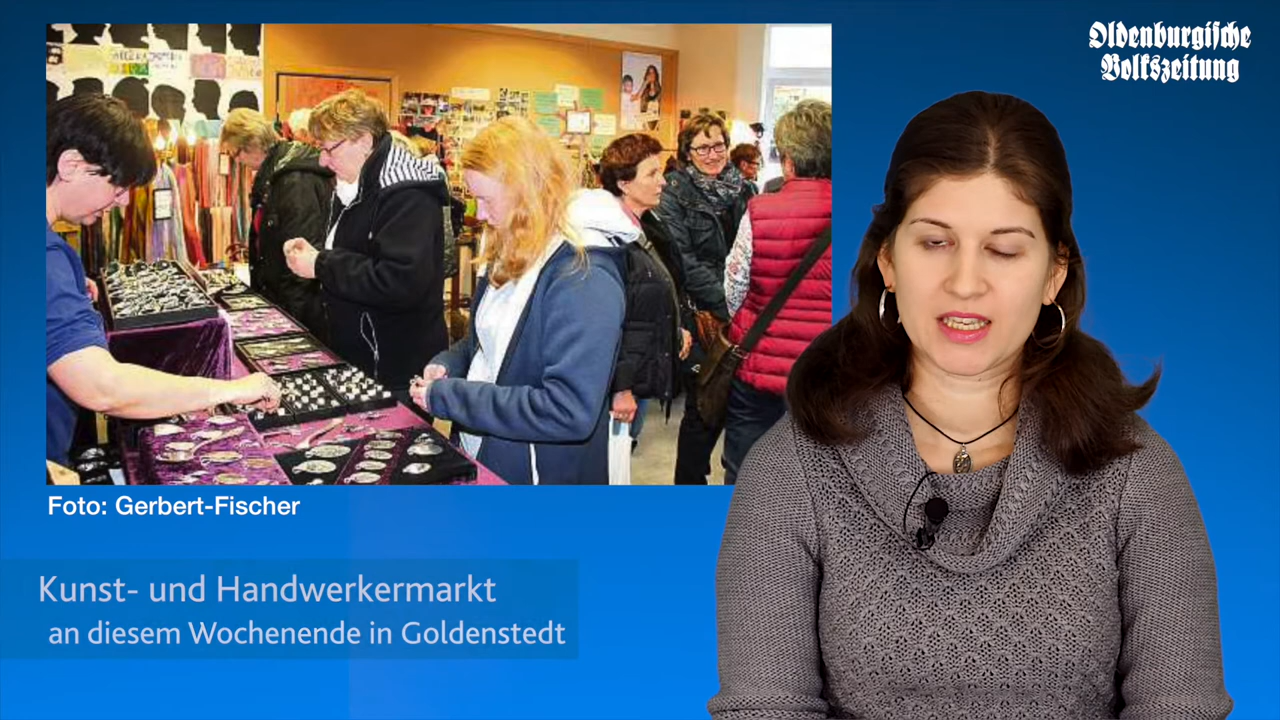 Oldenburgische
Volkszeitung
Foto: Gerbert-Fischer
Kunst- und Handwerkermarkt
an diesem Wochenende in Goldenstedt